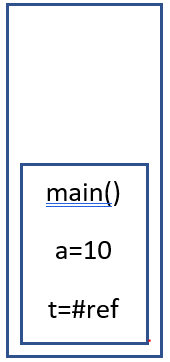 main()
a=10
t=#ref